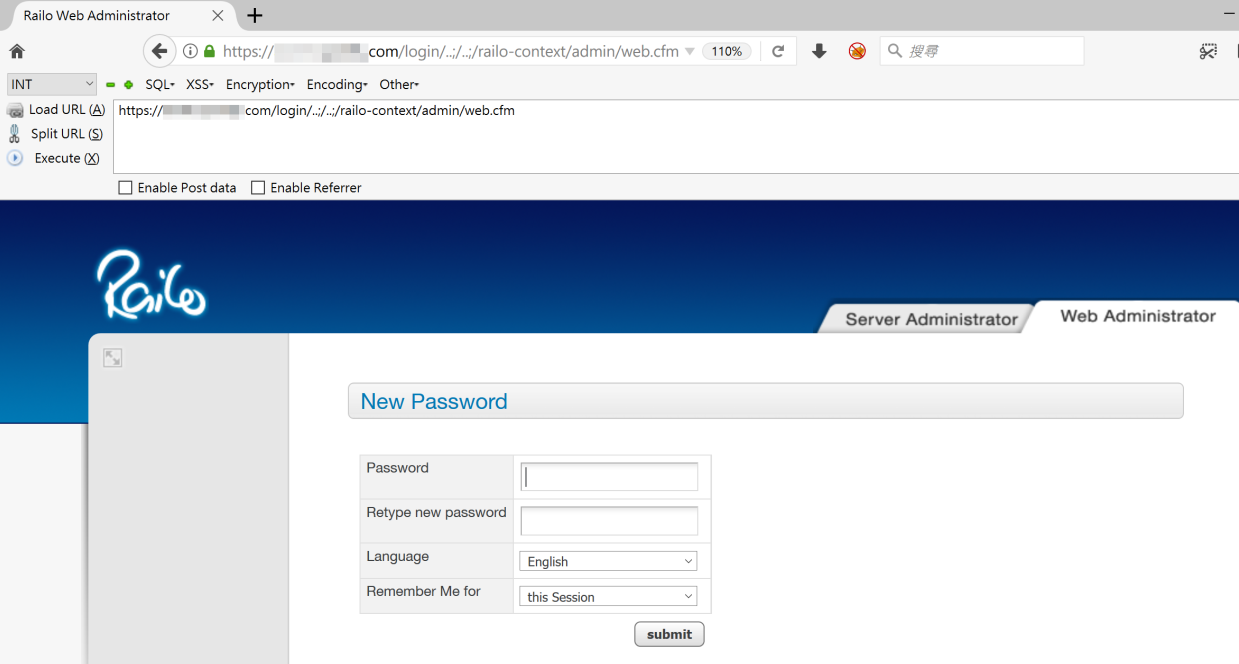 Railo Web Administrator
https:// com/login/..;/..;/railo-context/admin/web.cfm
110%
搜尋
INT
SQL
XSS
Encryption
Encoding
Other
Load URL (A)
https:// com/login/..;/..;/railo-context/admin/web.cfm
Split URL (S)
Execute (X)
Enable Post data
Enable Referrer
Railo
Server Administrator
Web Administrator
New Password
Password
Retype new password
Language
English
Remember Me for
this Session
submit